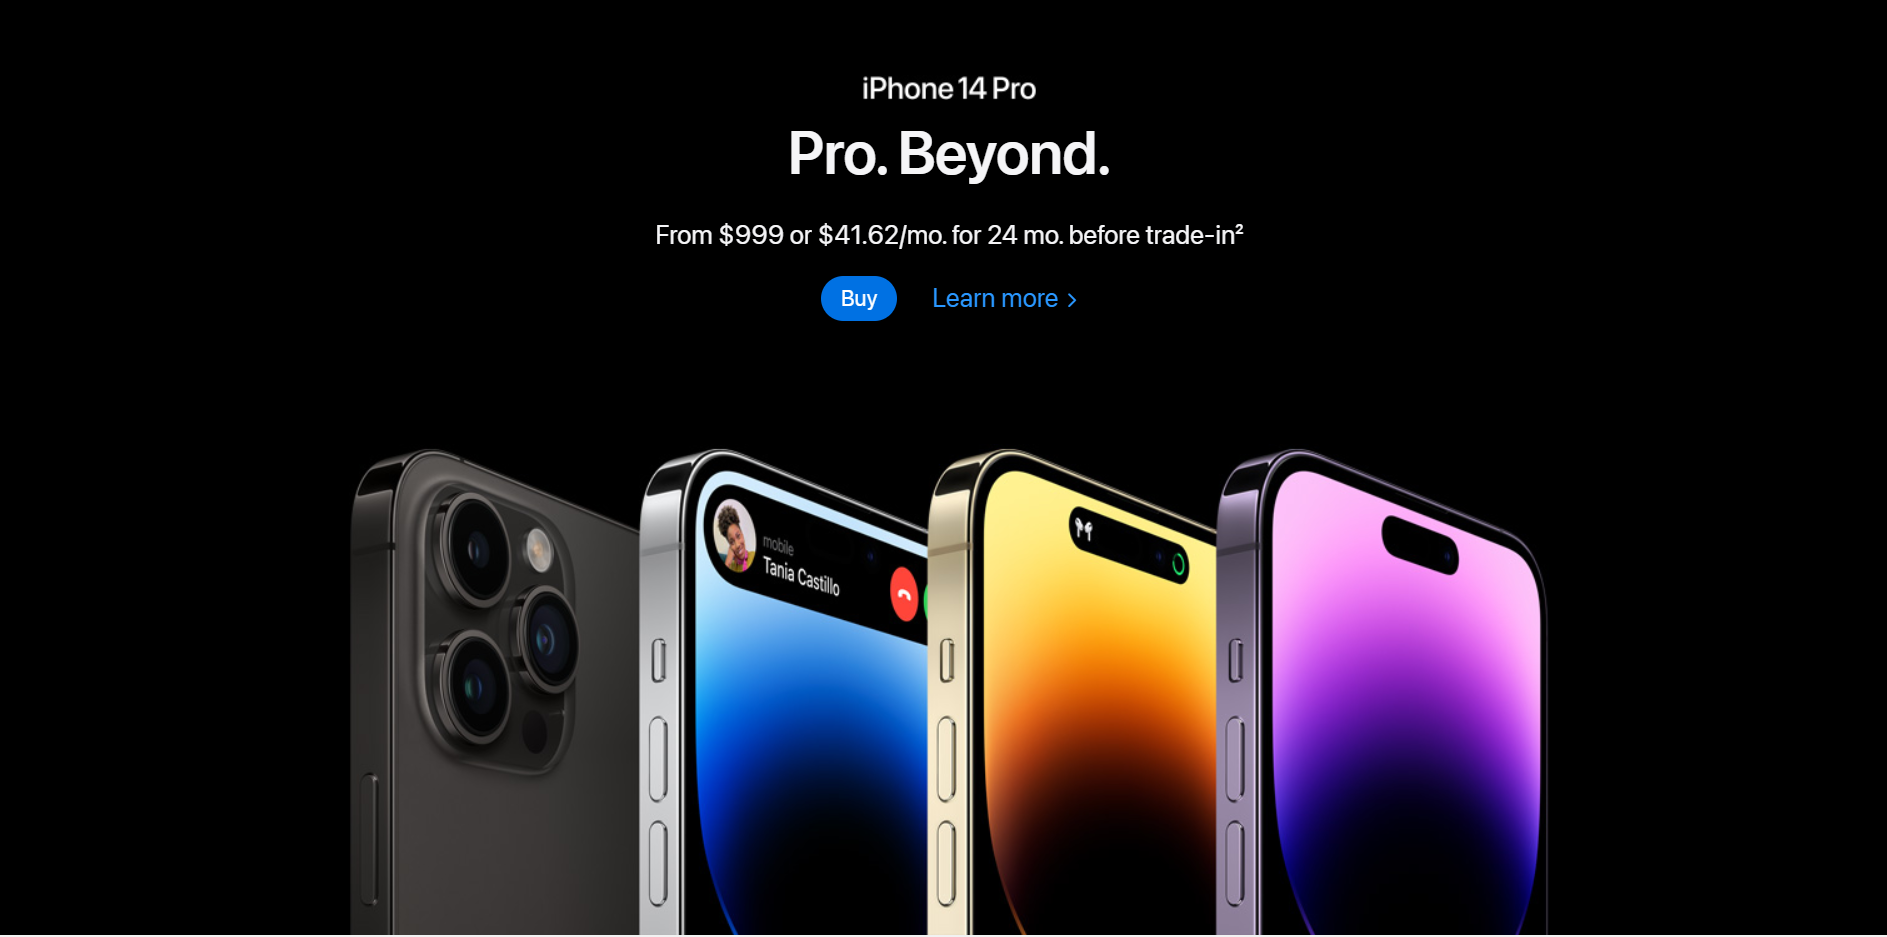 iPhone 14 Pro
Pro. Beyond.
From $999 or $41.62/mo. for 24 mo. before trade-in²
Buy
Learn more >
mobile
Tania Castillo